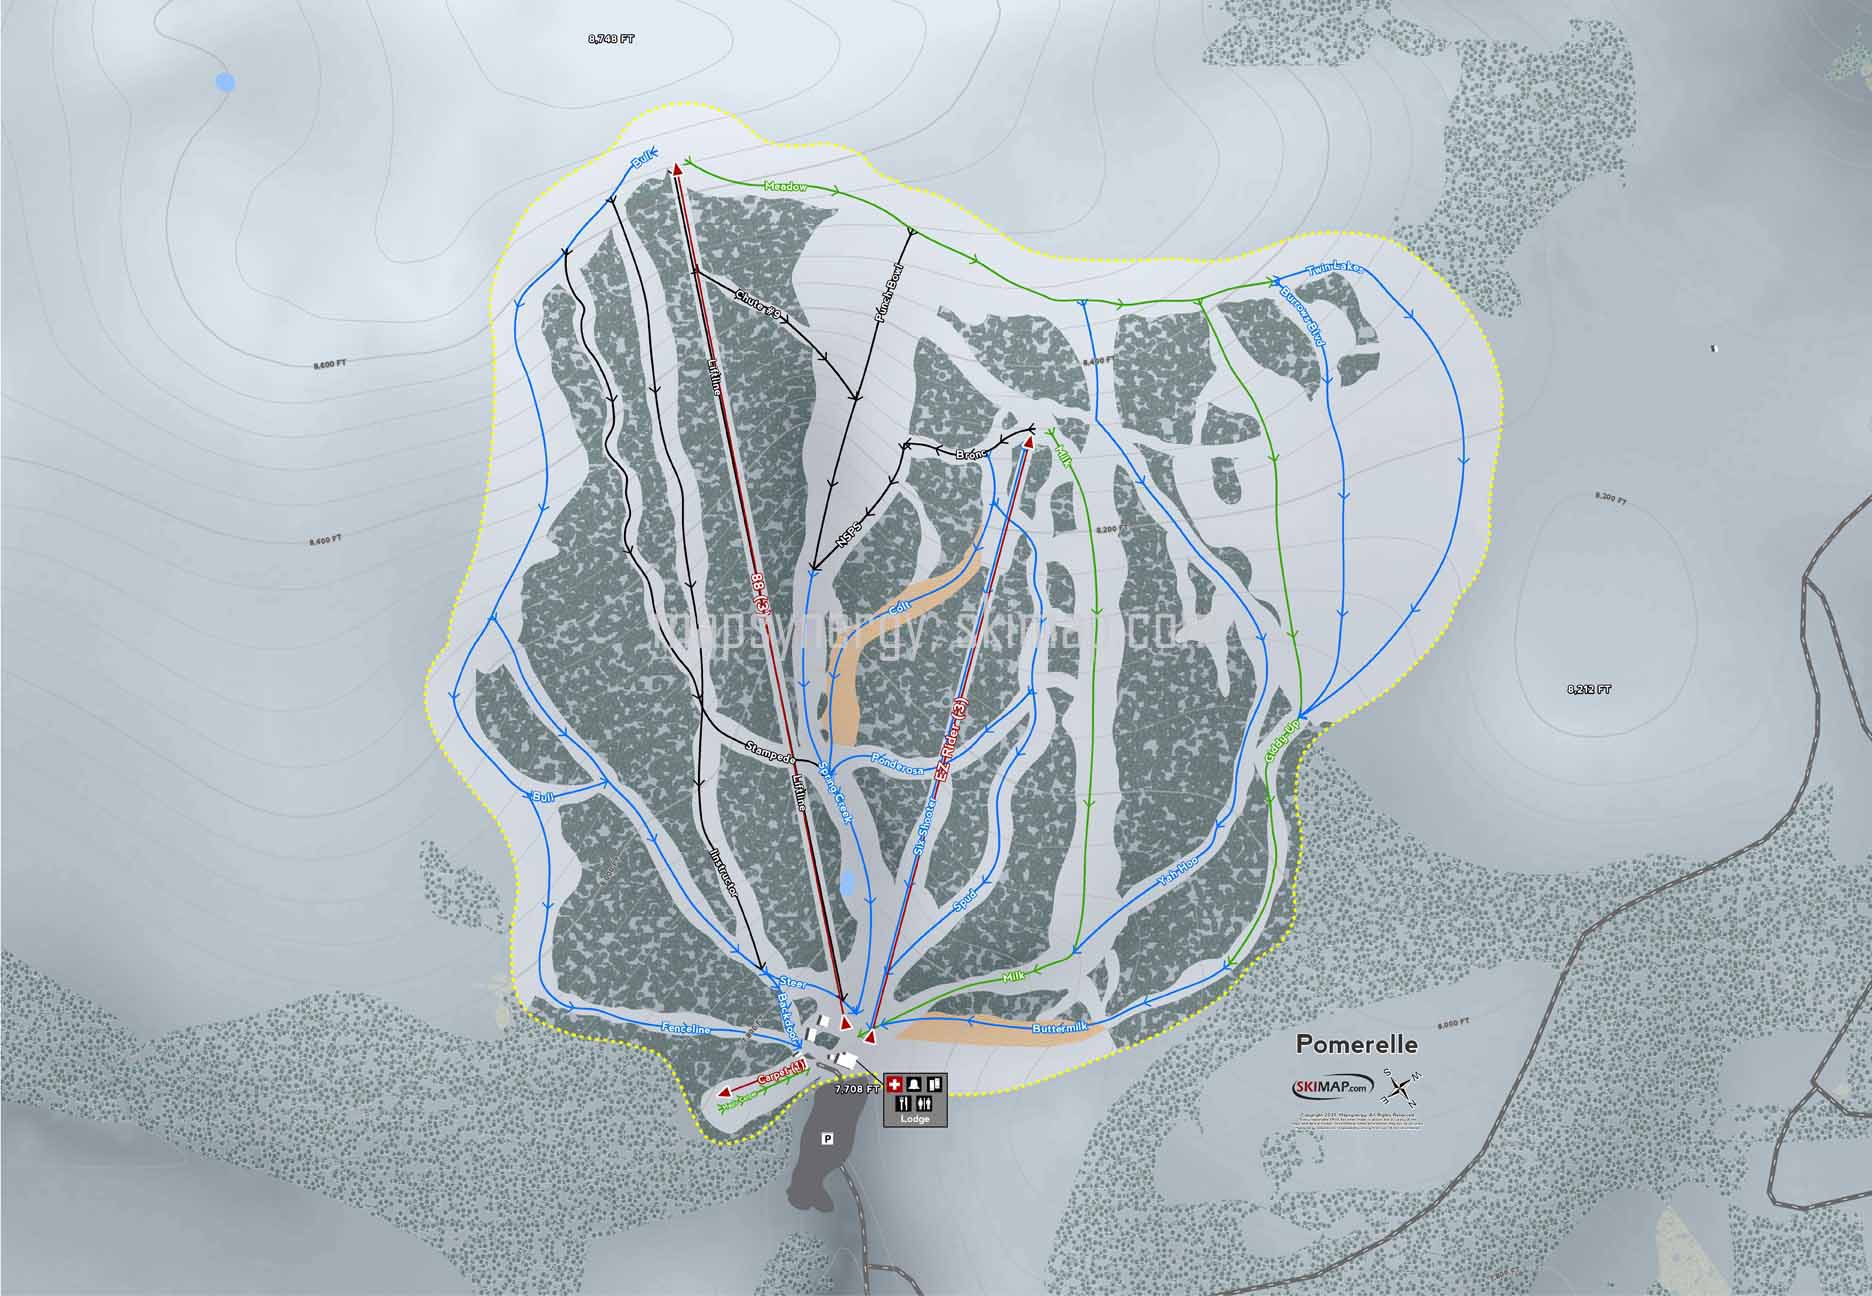 8,748 FT
Bull
Meadow
Twin Lakes
Burrows Blvd
Chute #9
Punch Bowl
8,600 FT
8,400 FT
Liftline
Bronc
Milk
8,200 FT
8,200 FT
8,400 FT
NSPS
88 (3)
Colt
mapsynergy.skimap.com
8,212 FT
EZ Rider (3)
Giddy-Up
Stampede
Ponderosa
Spring Creek
Liftline
Bull
Six Shooter
Instructor
Yah Hoo
Spud
Milk
Steer
Backdoor
Fenceline
Buttermilk
8,000 FT
Pomerelle
Carpet (1)
SKIMAP.com
S
W
E
N
7,708 FT
Lodge
P